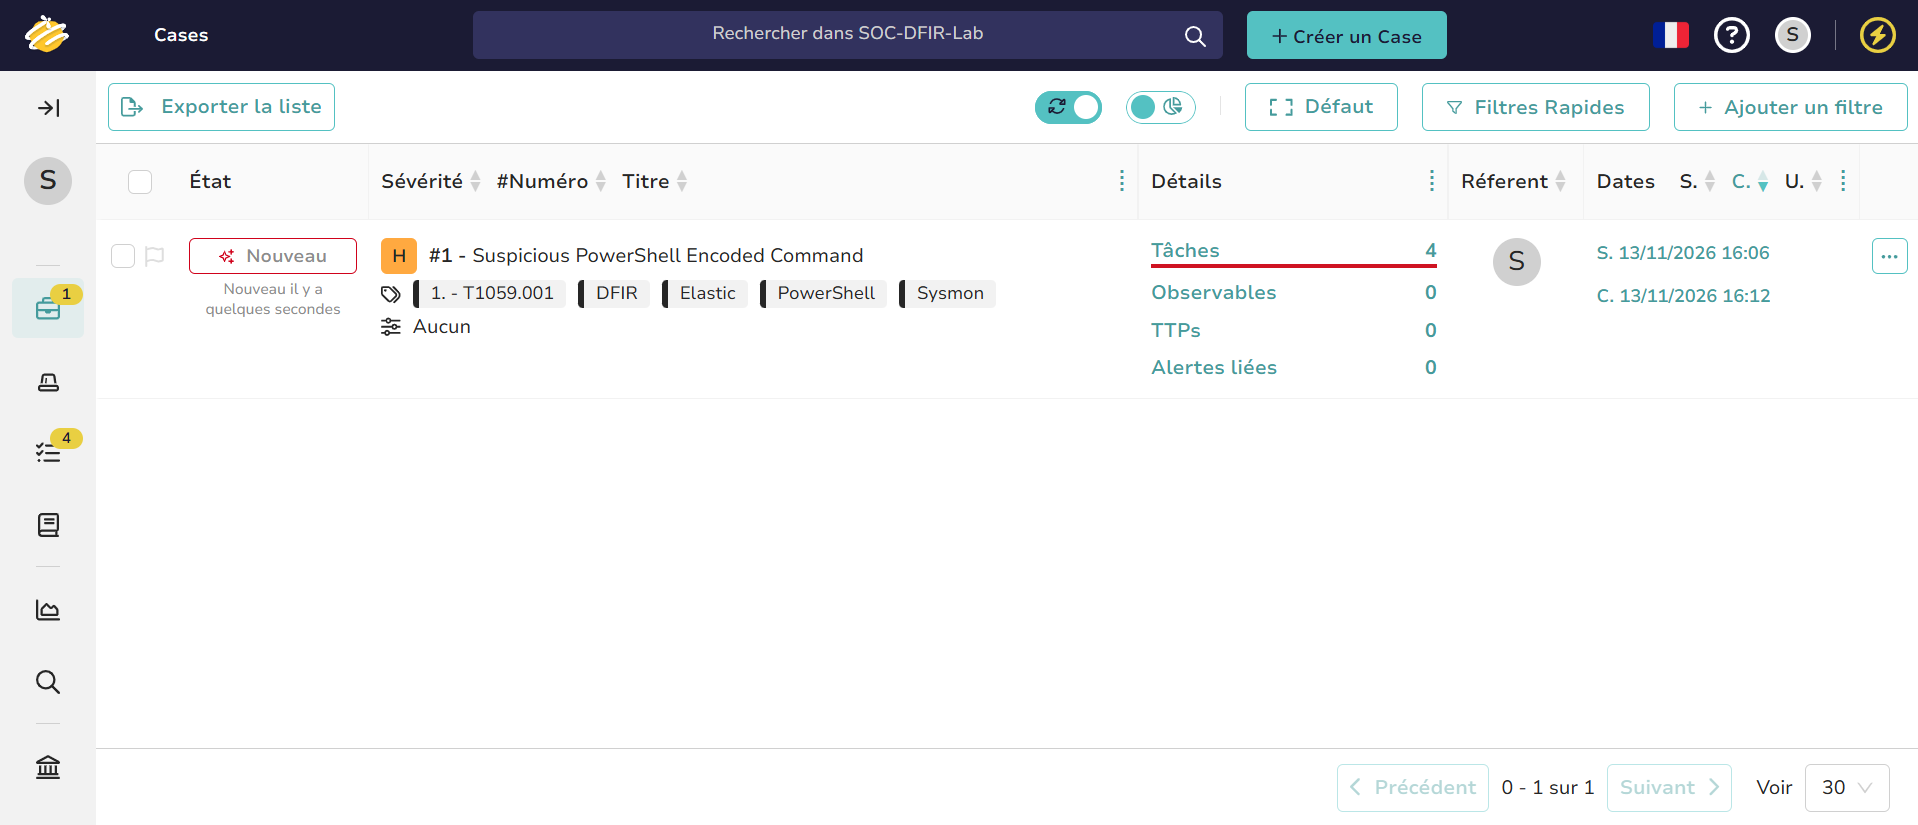 Cases
Rechercher dans SOC-DFIR-Lab
+ Créer un Case
?
S
Exporter la liste
Défaut
Filtres Rapides
+ Ajouter un filtre
S
État
Sévérité
#Numéro
Titre
Détails
Réferent
Dates
S.
C.
U.
Nouveau
Nouveau il y a
quelques secondes
H
#1 - Suspicious PowerShell Encoded Command
1. - T1059.001
DFIR
Elastic
PowerShell
Sysmon
Aucun
Tâches 4
Observables 0
TTPs 0
Alertes liées 0
S
S. 13/11/2026 16:06
C. 13/11/2026 16:12
1
4
Précédent
0 - 1 sur 1
Suivant
Voir
30